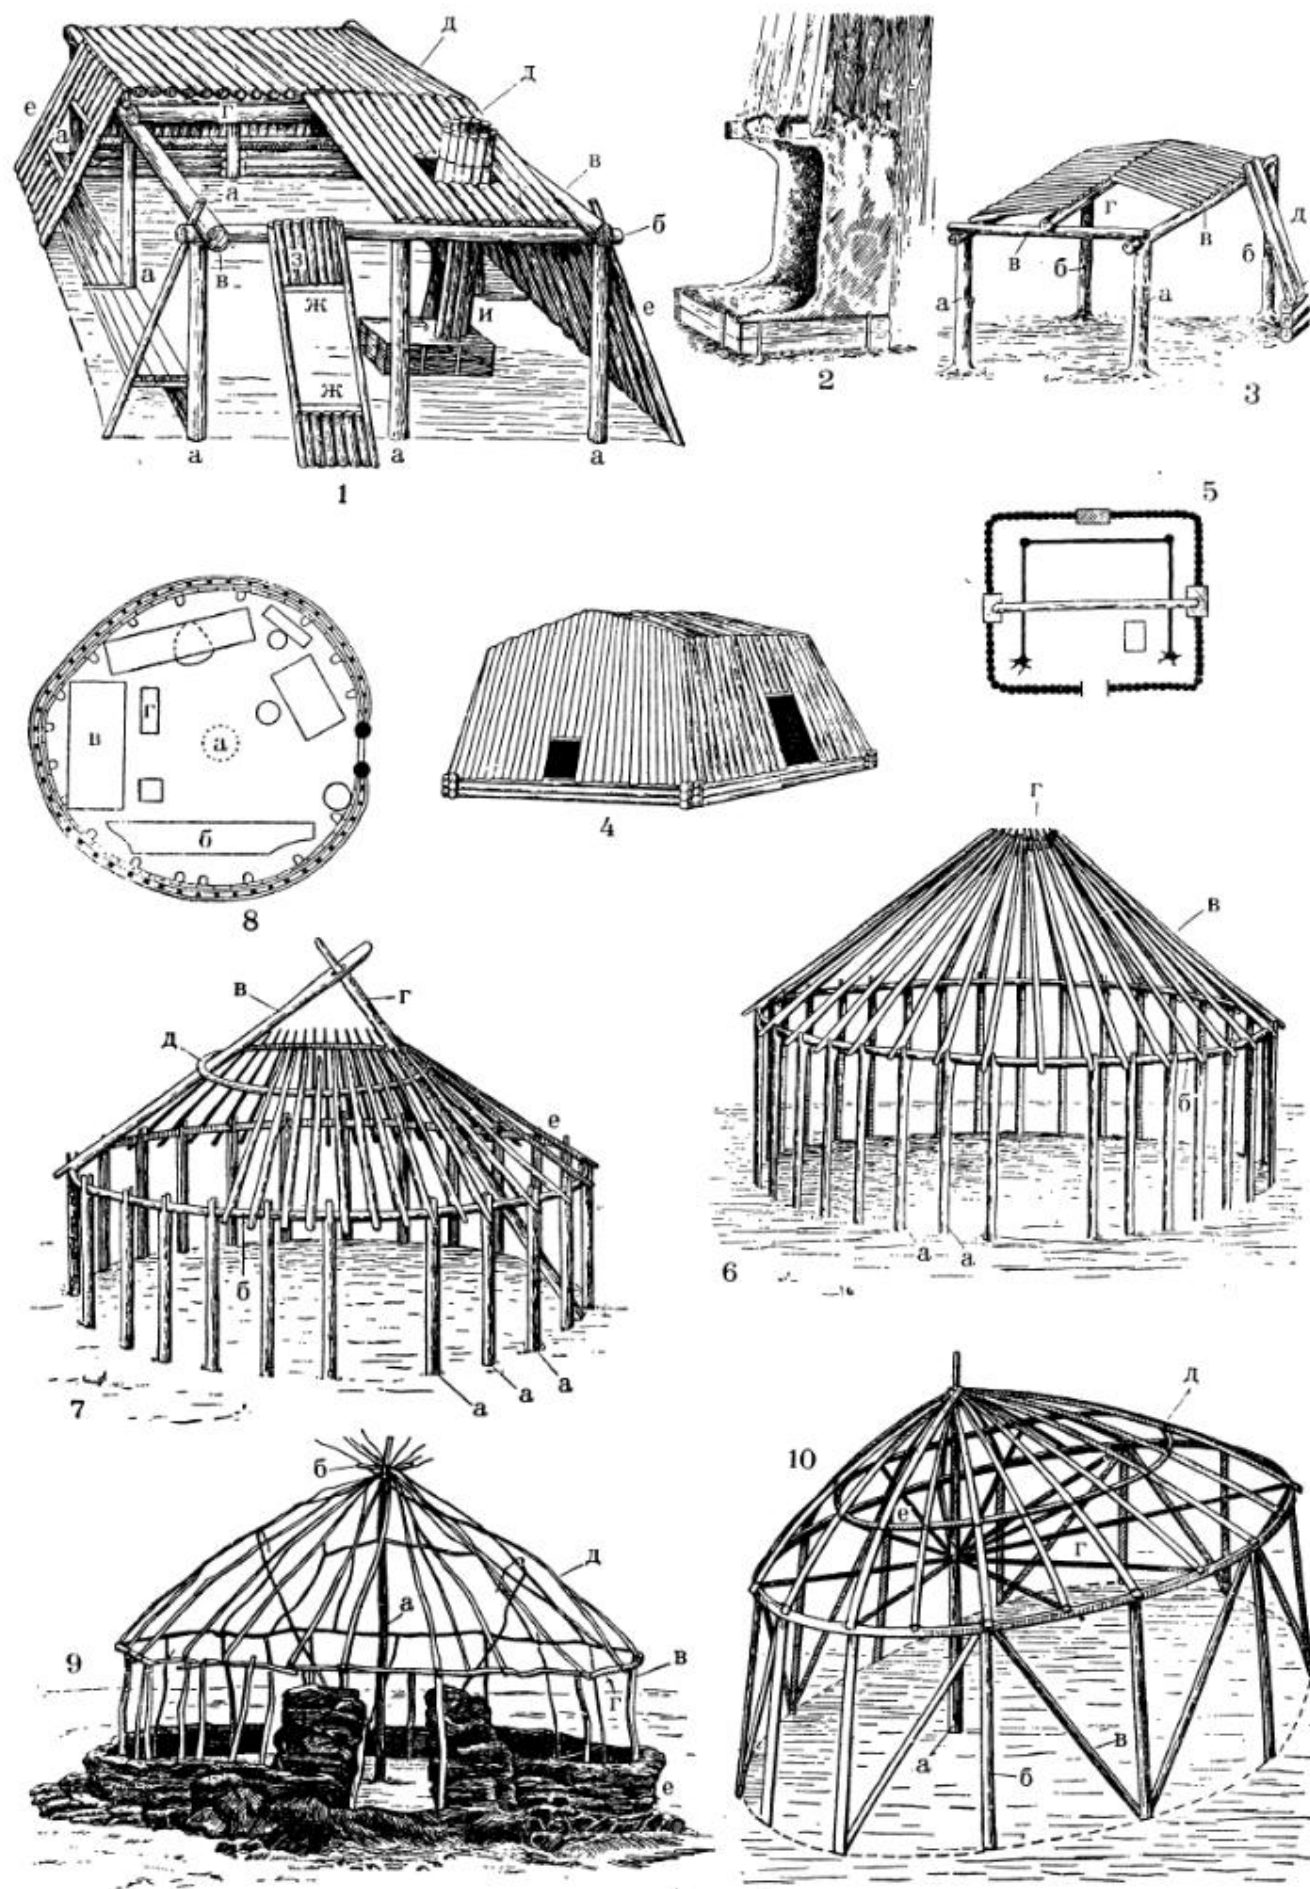 д
д
е
а
г
в
а
б
а
в
з
е
ж
и
ж
а
а
а
1
2
г
в
д
в
б
б
а
а
3
5
г
в
а
б
8
4
г
в
б
а
а
6
в
г
д
е
б
а
а
а
7
б
д
а
9
в
г
е
д
10
е
г
в
а
б